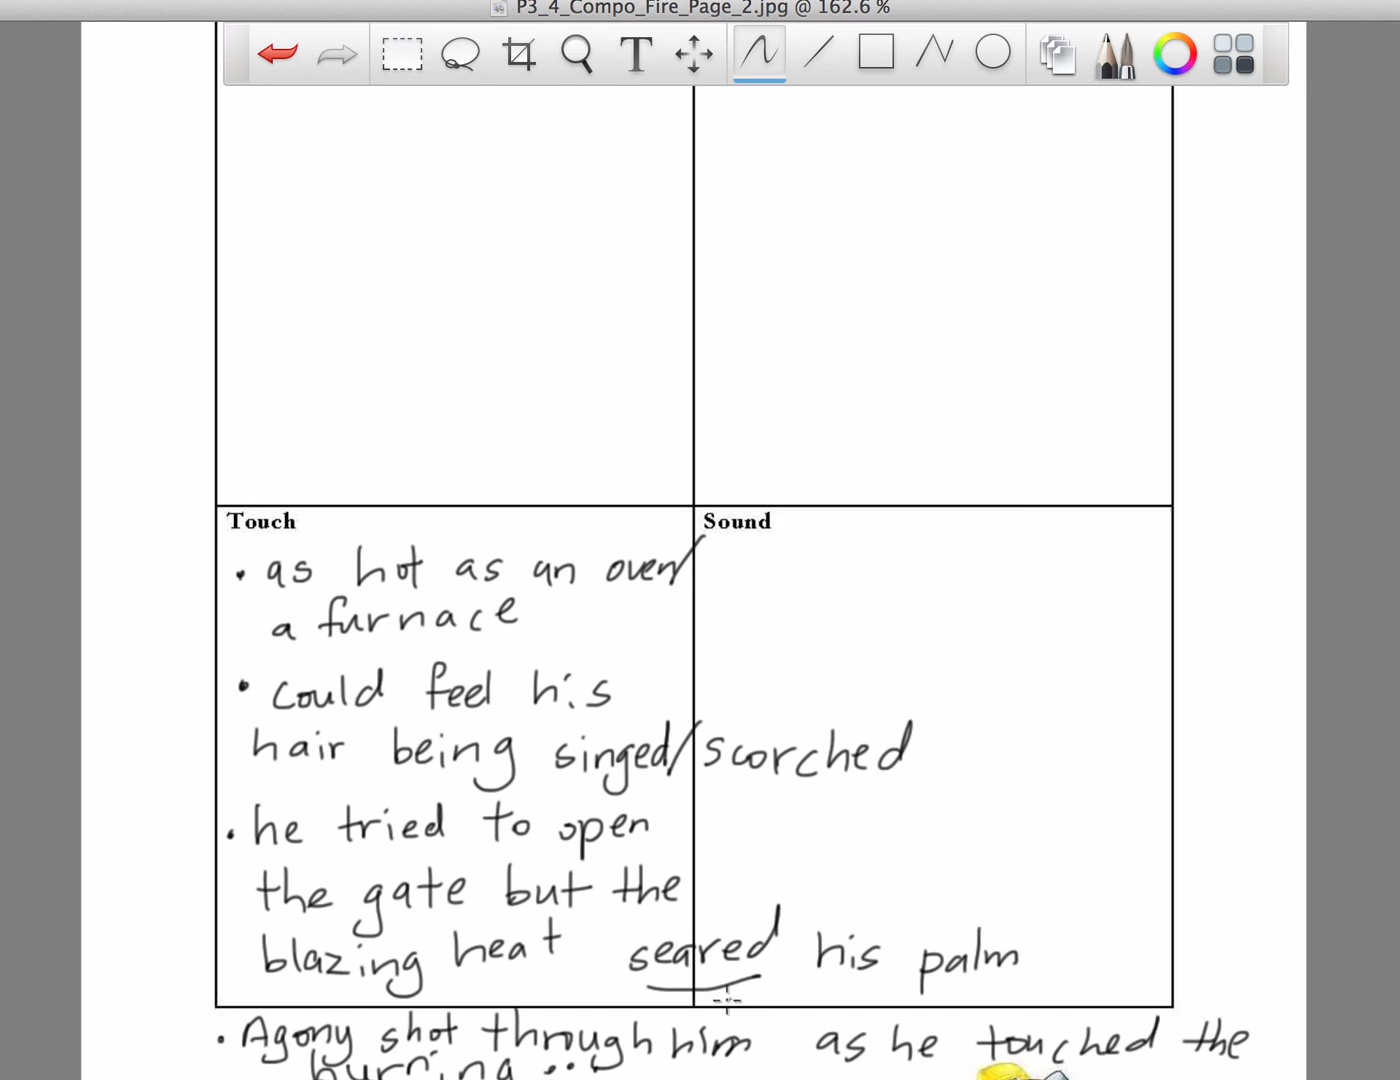 P3_4_Compo_Fire_Page_2.jpg @ 162.6 %
T
Touch
• as hot as an oven/
a furnace
• could feel his
hair being singed/scorched
• he tried to open
the gate but the
blazing heat seared his palm
Sound
• Agony shot through him as he touched the
burning ...